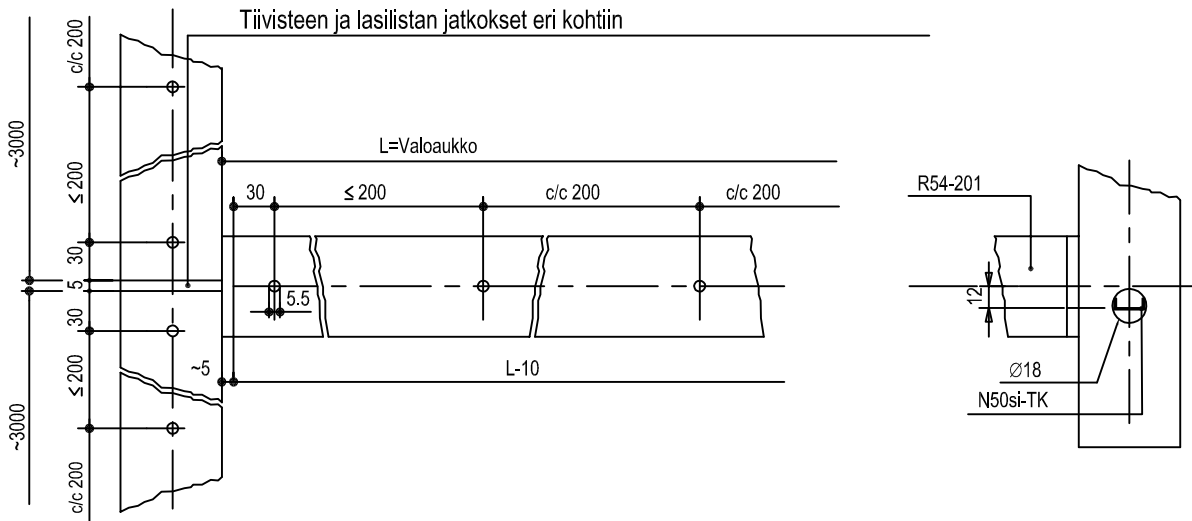 Tiivisteen ja lasilistan jatkokset eri kohtiin
c/c 200
~3000
≤ 200
30
5
30
≤ 200
~3000
c/c 200
L=Valoaukko
30
≤ 200
c/c 200
c/c 200
5.5
~5
L-10
R54-201
12
Ø18
N50si-TK